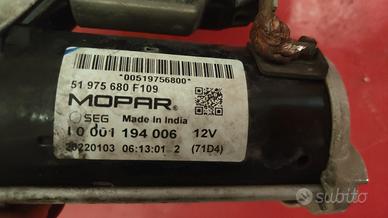 *00519756800*
51 975 680 F109
MOPAR
SEG Made in India
10 001 194 006 12V
20220103 06:13:01 2 (71D4)
subito